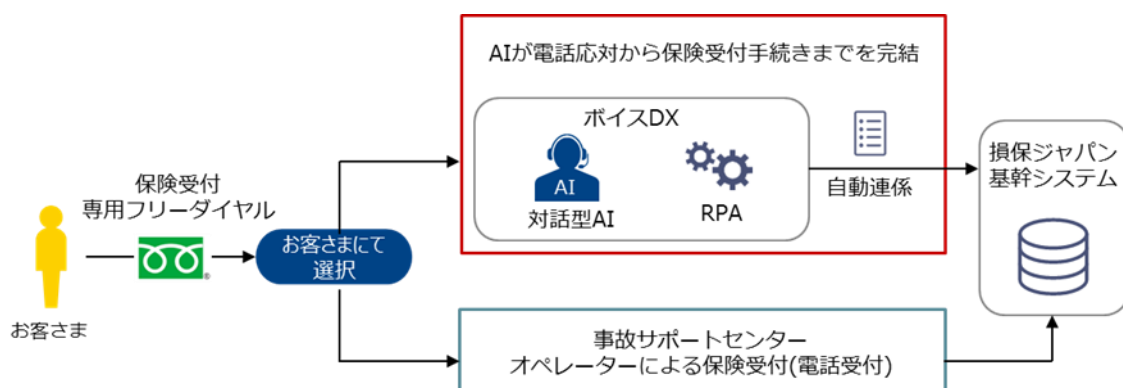 AIが電話応対から保険受付手続きまでを完結
ボイスDX
AI
対話型AI
RPA
自動連係
損保ジャパン
基幹システム
保険受付
専用フリーダイヤル
®
お客さまにて
選択
お客さま
事故サポートセンター
オペレーターによる保険受付(電話受付)